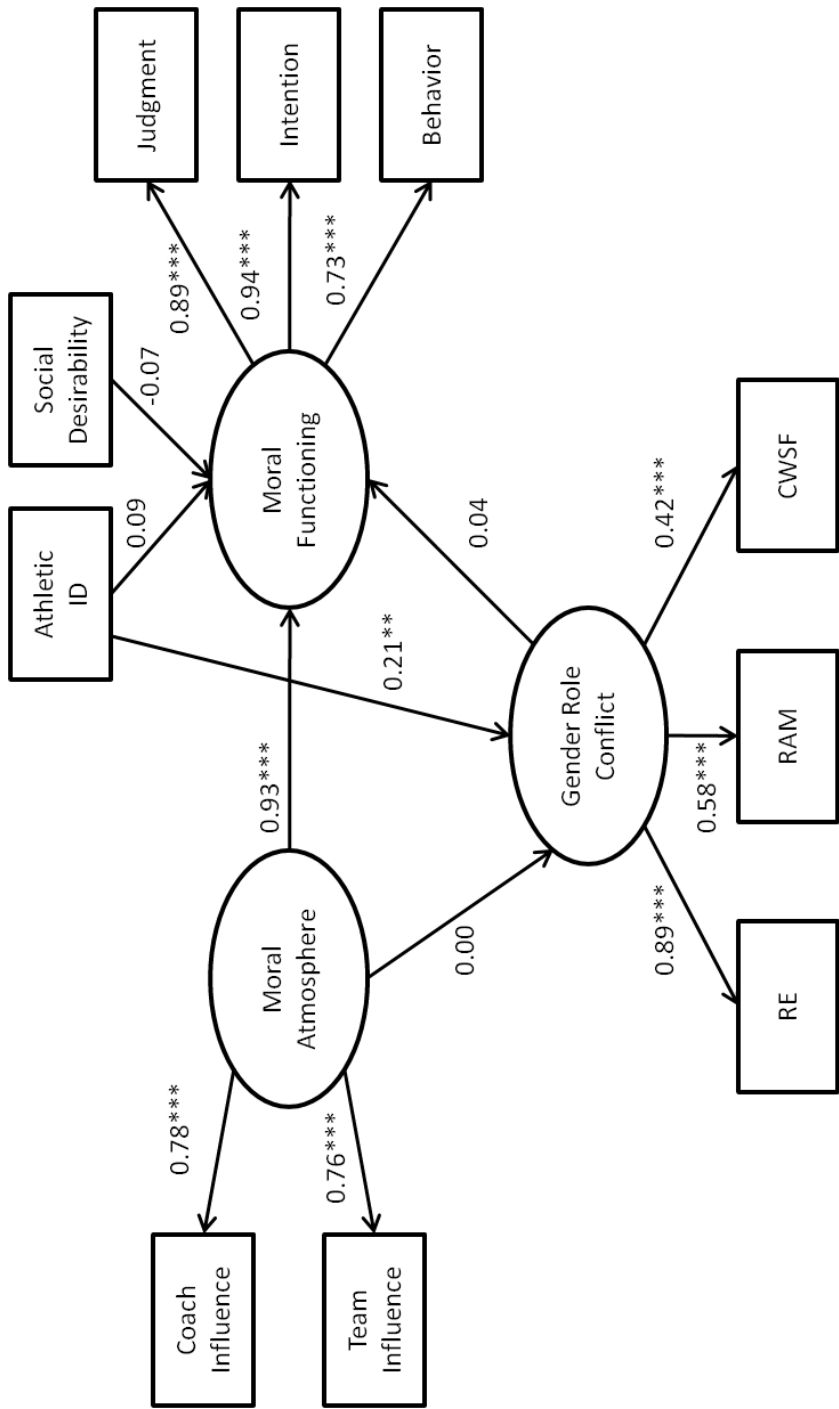 Coach
Influence
Team
Influence
0.78***
0.76***
Moral
Atmosphere
0.93***
0.00
Athletic
ID
Social
Desirability
0.09
-0.07
0.21**
Moral
Functioning
0.04
0.89***
0.94***
0.73***
Judgment
Intention
Behavior
Gender Role
Conflict
0.89***
0.58***
0.42***
RE
RAM
CWSF